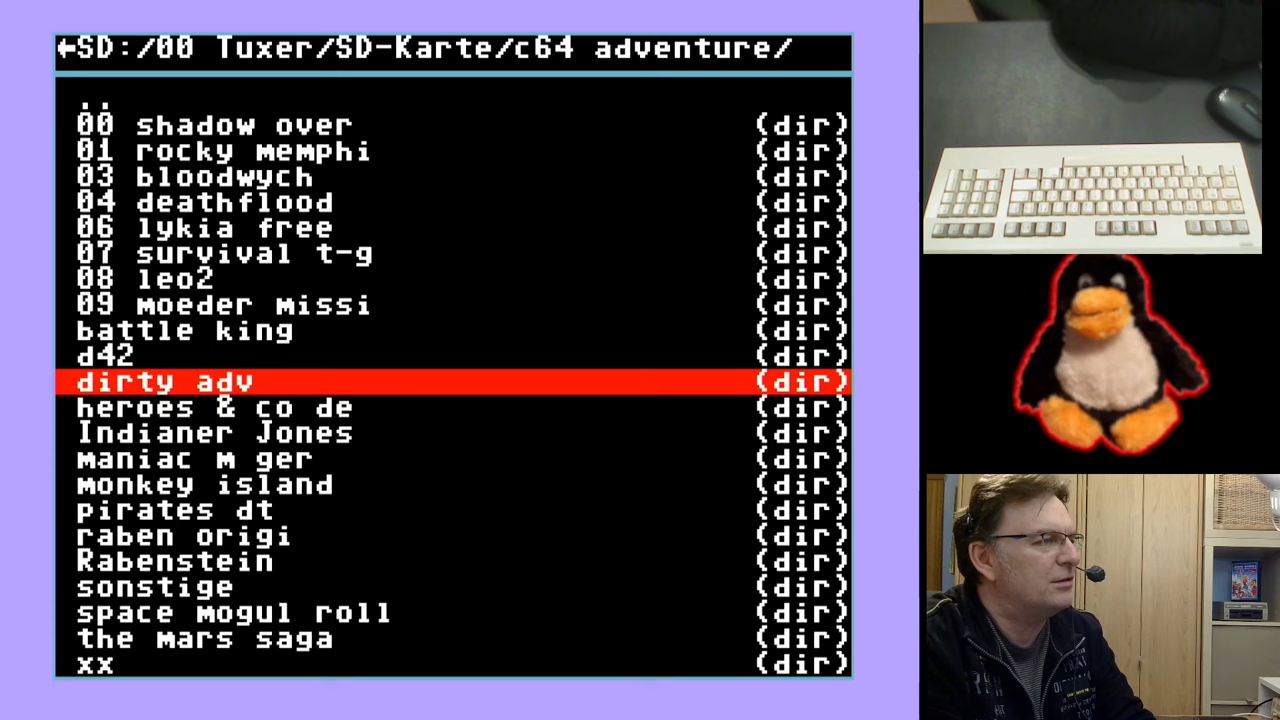 ←SD:/00 Tuxer/SD-Karte/c64 adventure/
..
00 shadow over (dir)
01 rocky memphi (dir)
03 bloodwych (dir)
04 deathflood (dir)
06 lykia free (dir)
07 survival t-g (dir)
08 leo2 (dir)
09 moeder missi (dir)
battle king (dir)
d42 (dir)
dirty adv (dir)
heroes & co de (dir)
Indianer Jones (dir)
maniac m ger (dir)
monkey island (dir)
pirates dt (dir)
raben origi (dir)
Rabenstein (dir)
sonstige (dir)
space mogul roll (dir)
the mars saga (dir)
xx (dir)